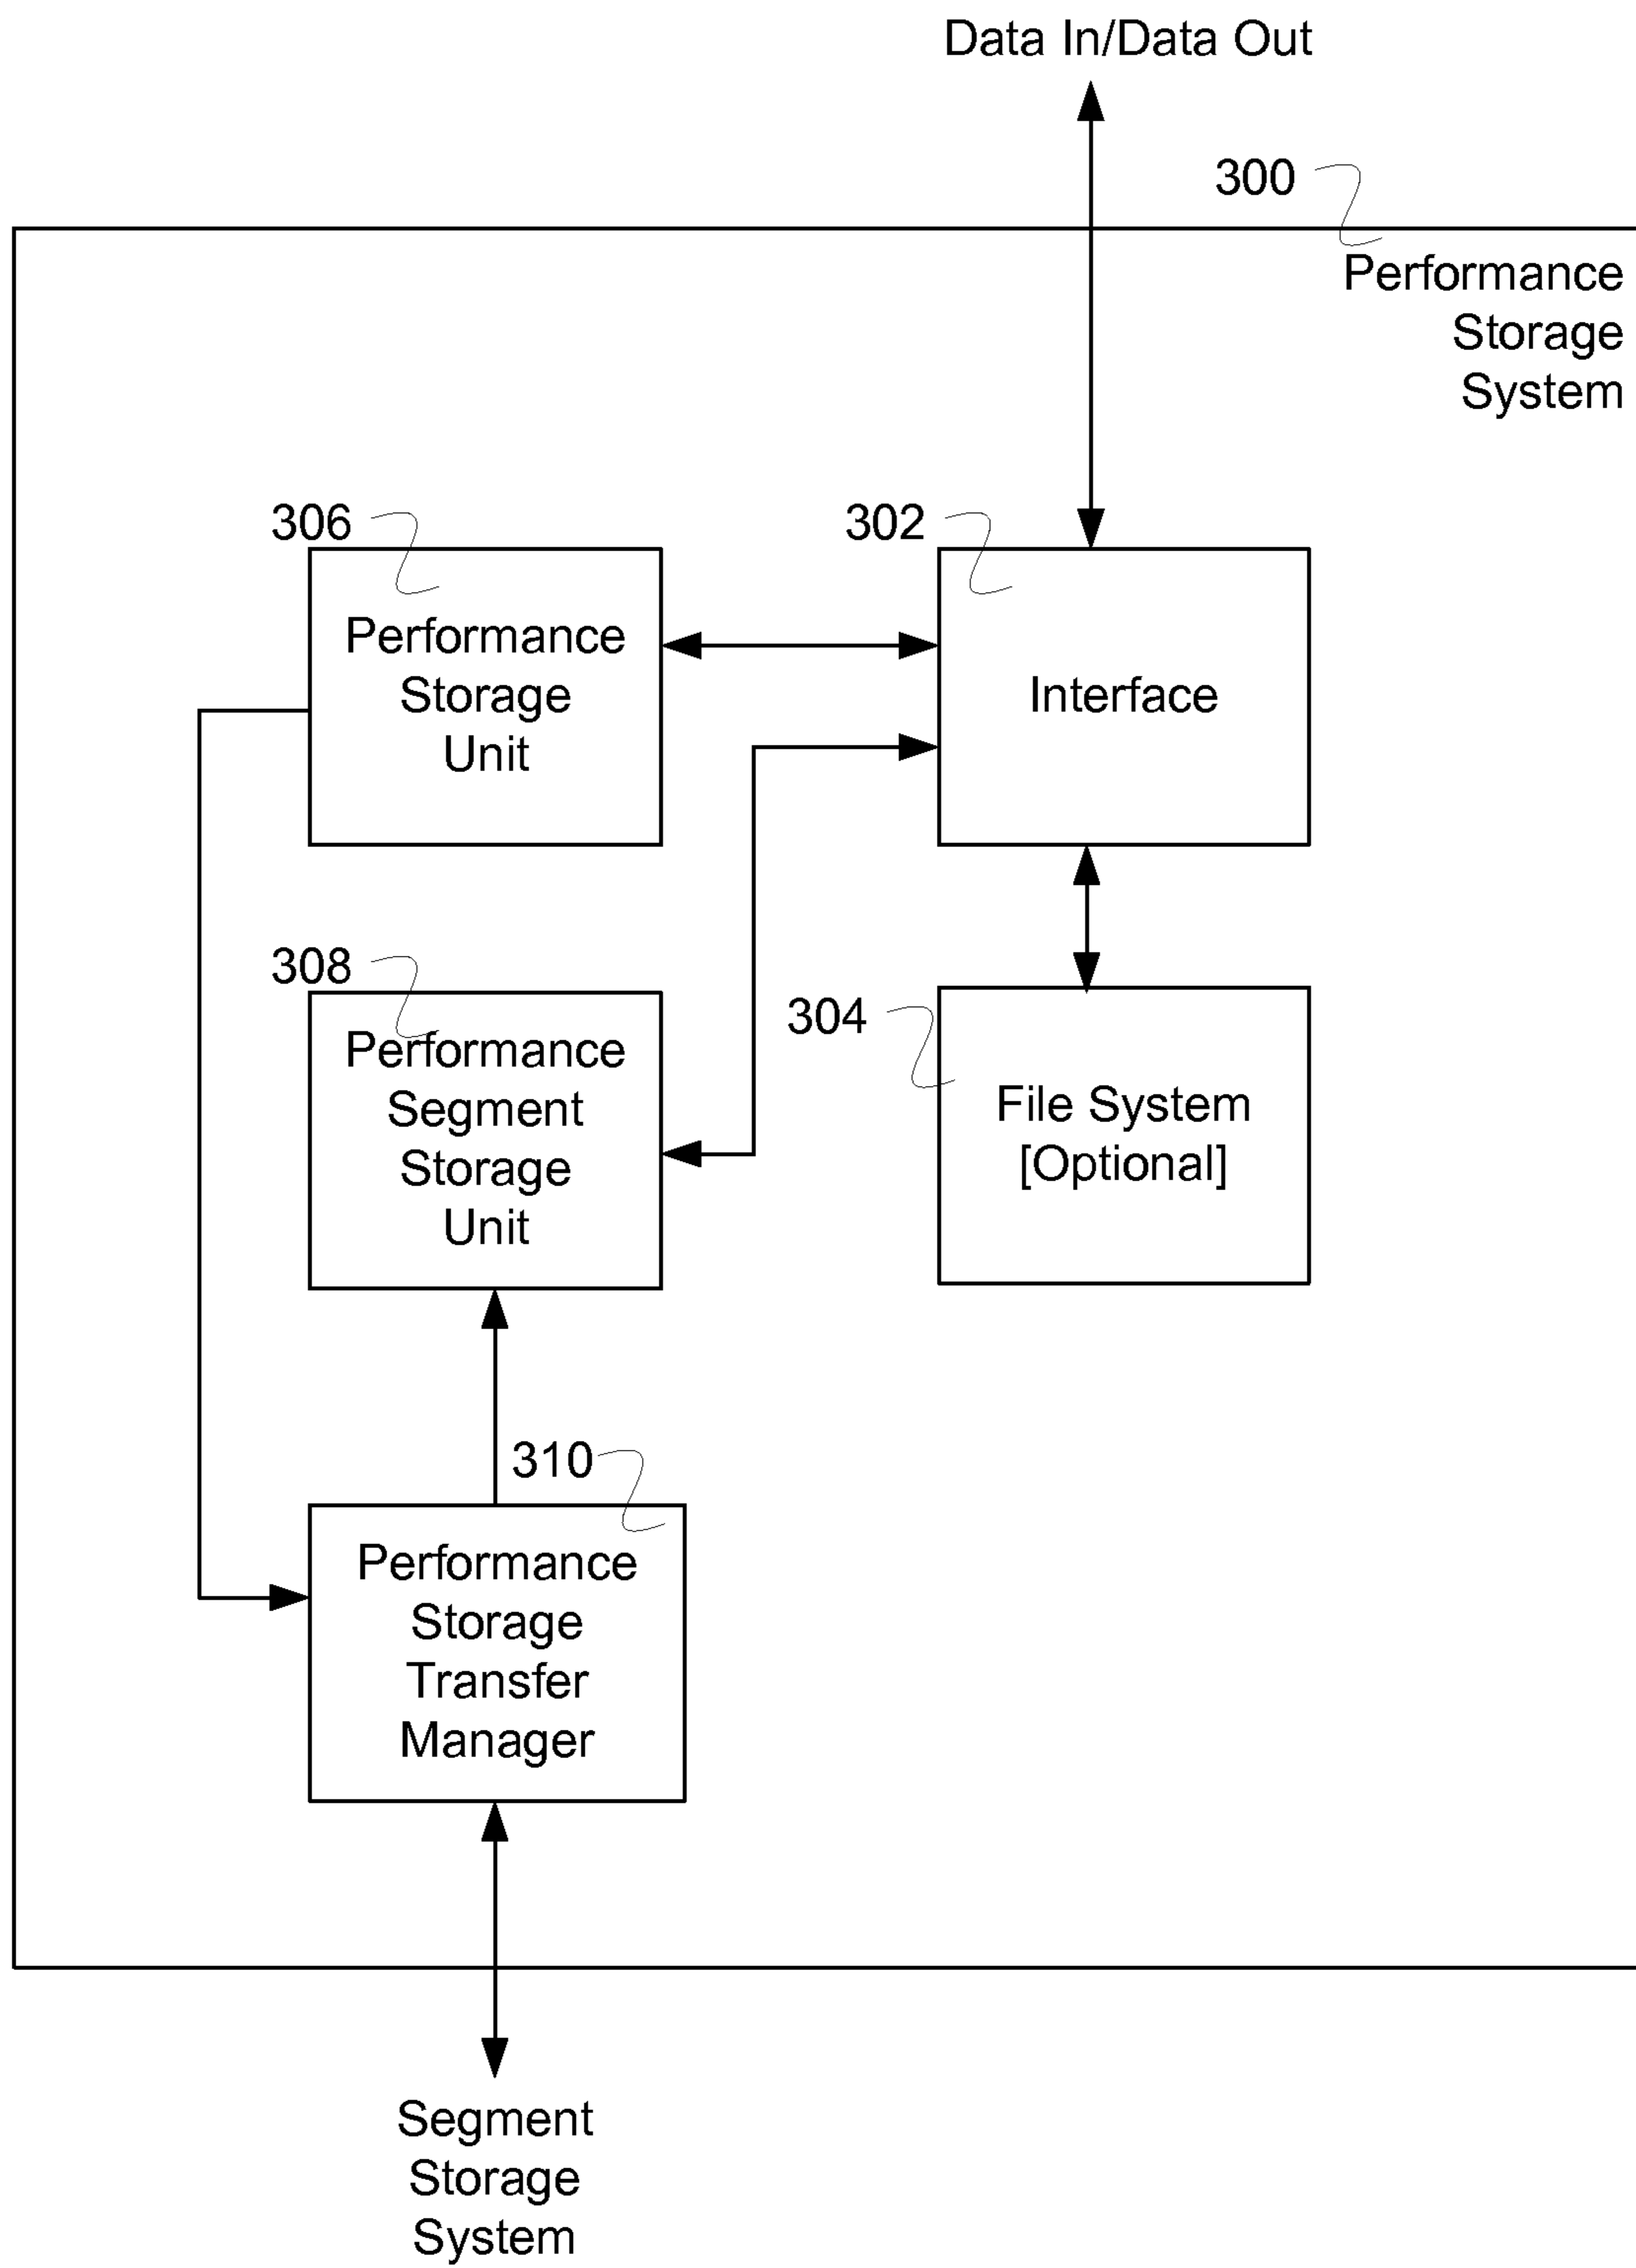 Data In/Data Out
300
Performance
Storage
System
306
Performance
Storage
Unit
302
Interface
308
Performance
Segment
Storage
Unit
304
File System
[Optional]
310
Performance
Storage
Transfer
Manager
Segment
Storage
System